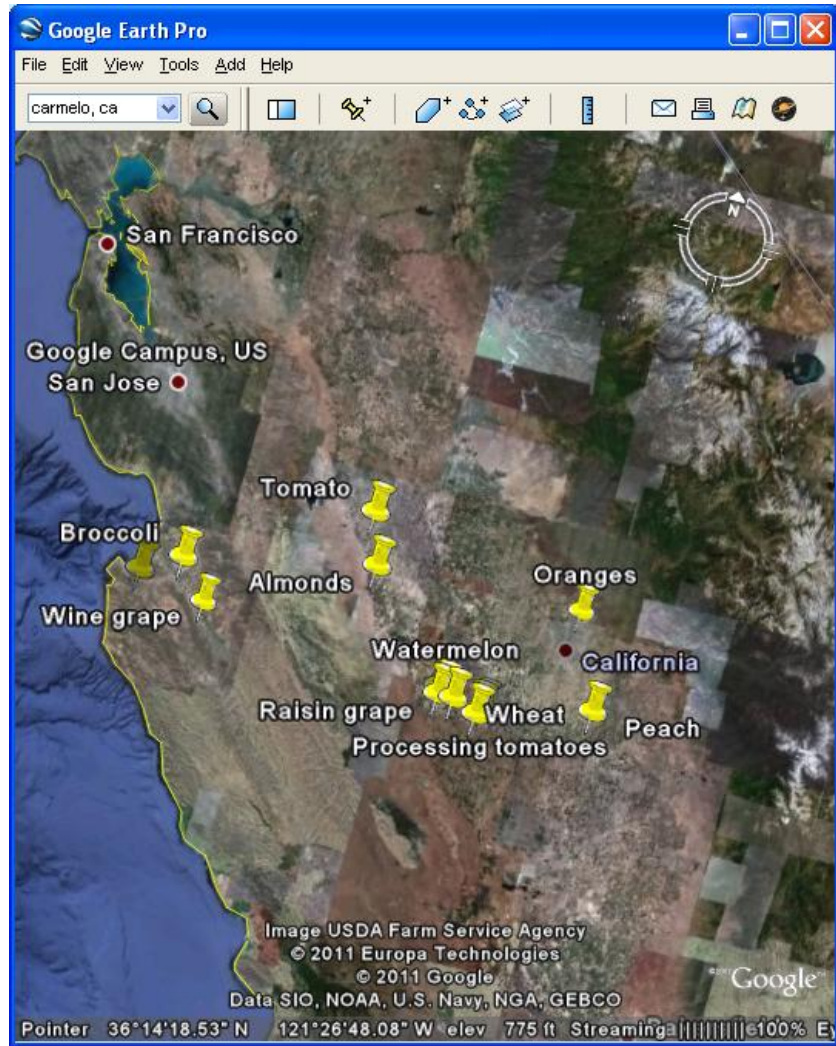 Google Earth Pro
File Edit View Tools Add Help
carmelo, ca
N
San Francisco
Google Campus, US
San Jose
Tomato
Broccoli
Almonds
Oranges
Wine grape
Watermelon
California
Raisin grape
Wheat
Peach
Processing tomatoes
Image USDA Farm Service Agency
© 2011 Europa Technologies
© 2011 Google
Data SIO, NOAA, U.S. Navy, NGA, GEBCO
Google
Pointer 36°14'18.53" N 121°26'48.08" W elev 775 ft Streaming |||||||||| 100% Ey